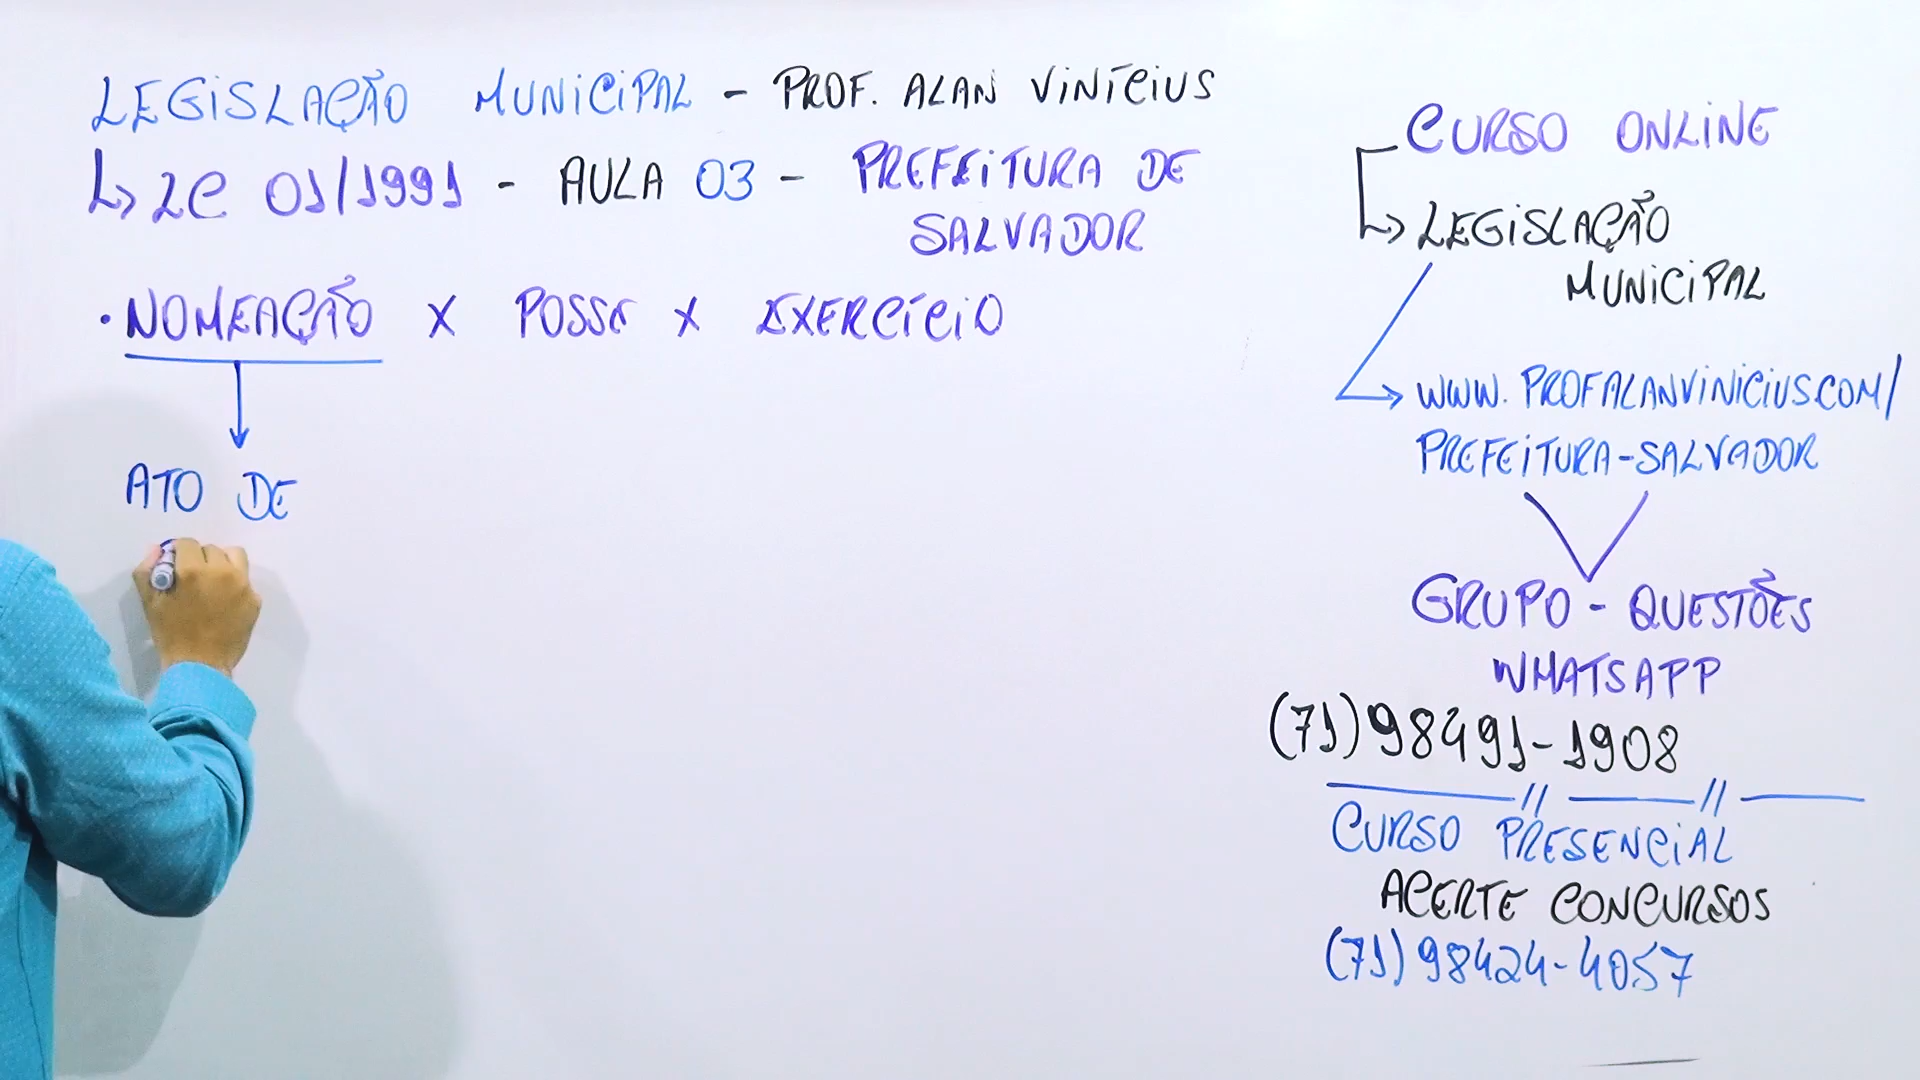 LEGISLAÇÃO MUNICIPAL - PROF. ALAN VINÍCIUS
↳ LC 01/1991 - AULA 03 - PREFEITURA DE
SALVADOR
• NOMEAÇÃO X POSSE X EXERCÍCIO
ATO DE
CURSO ONLINE
↳ LEGISLAÇÃO
MUNICIPAL
→ WWW.PROFALANVINICIUS.COM/
PREFEITURA-SALVADOR
GRUPO - QUESTÕES
WHATSAPP
(71) 98491-1908
CURSO PRESENCIAL
ACERTE CONCURSOS
(71) 98424-4057